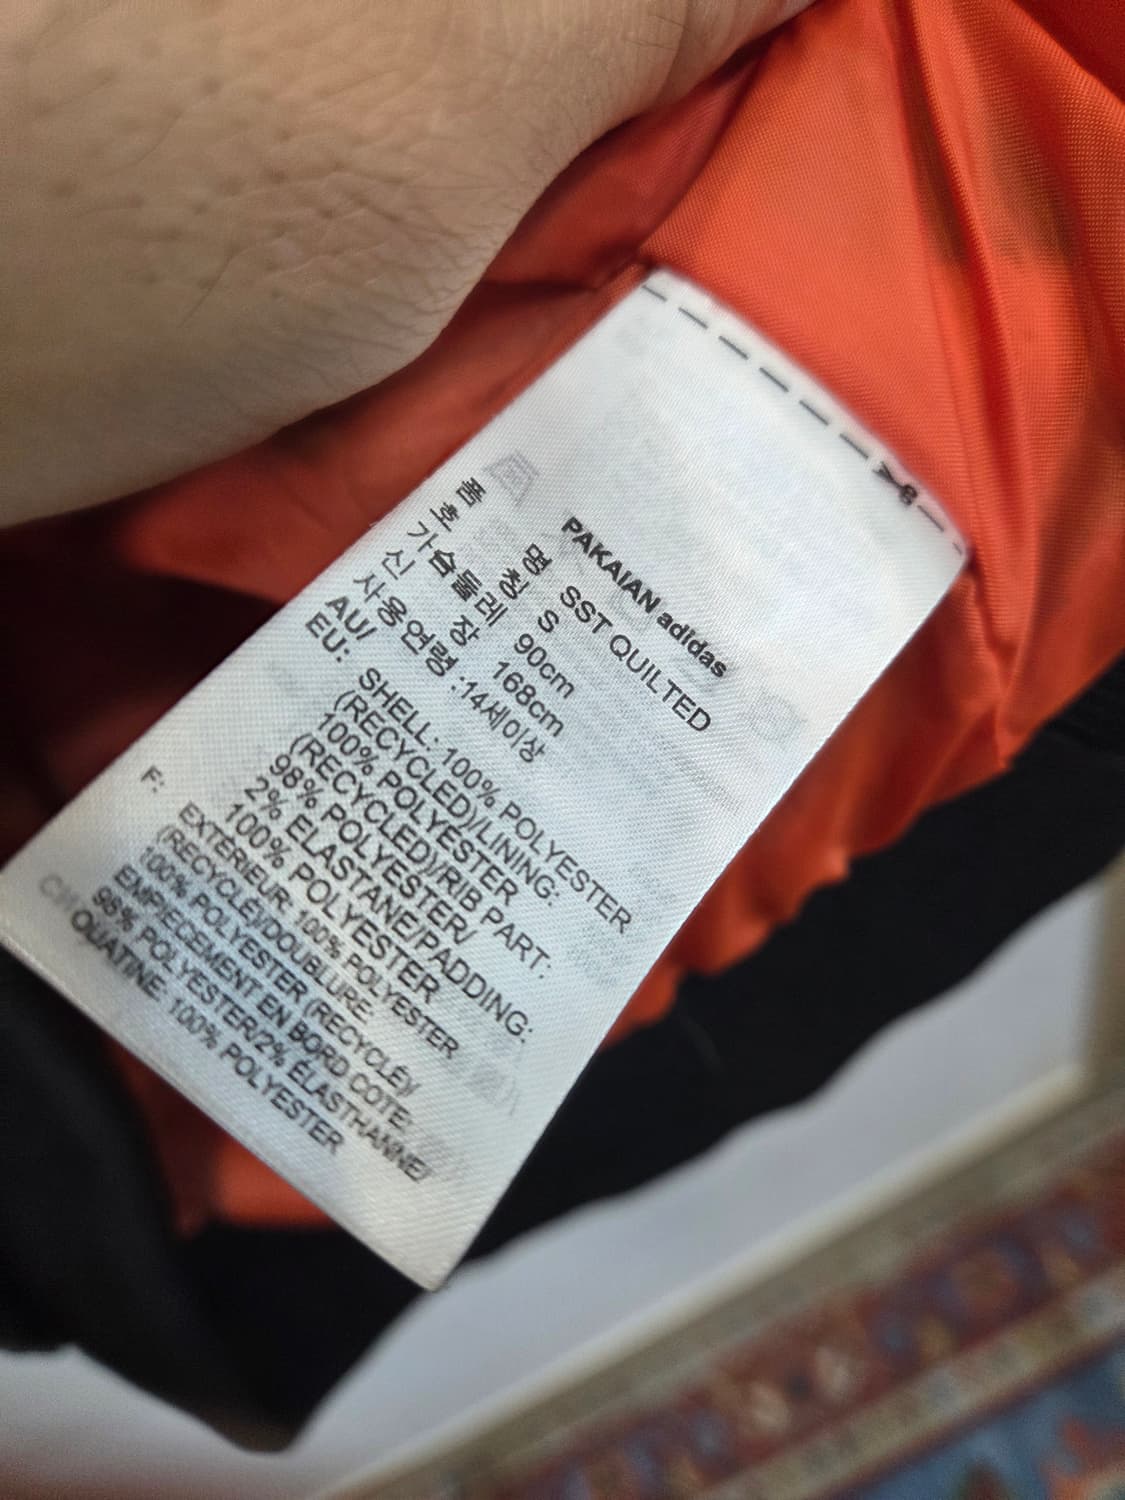 PAKAIAN adidas
품 명 SST QUILTED
호 칭 S
가슴둘레 90cm
신 장 168cm
사용연령 :14세이상
AU/
EU: SHELL: 100% POLYESTER
(RECYCLED)/LINING:
100% POLYESTER
(RECYCLED)/RIB PART:
98% POLYESTER/
2% ELASTANE/PADDING:
100% POLYESTER
F: EXTÉRIEUR: 100% POLYESTER
(RECYCLÉ)/DOUBLURE:
100% POLYESTER (RECYCLÉ)/
EMPIÈCEMENT EN BORD CÔTE:
98% POLYESTER/2% ÉLASTHANNE/
OUATINE: 100% POLYESTER